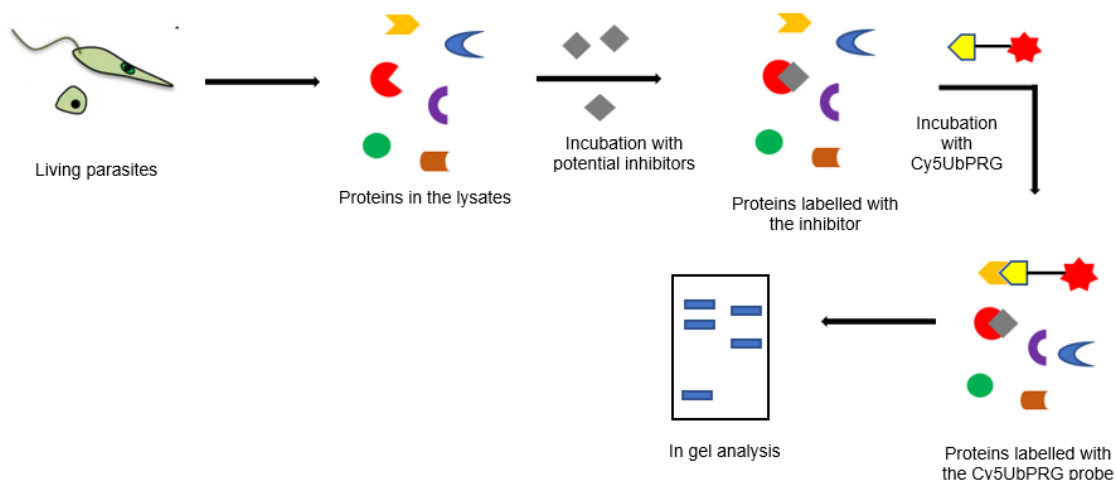 Living parasites
Proteins in the lysates
Incubation with
potential inhibitors
Proteins labelled with
the inhibitor
Incubation
with
Cy5UbPRG
In gel analysis
Proteins labelled with
the Cy5UbPRG probe